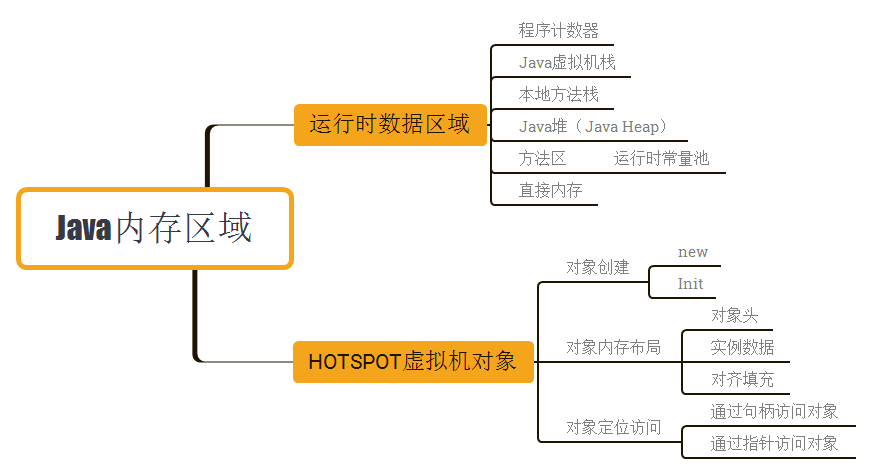 Java内存区域
运行时数据区域
程序计数器
Java虚拟机栈
本地方法栈
Java堆（Java Heap）
方法区 运行时常量池
直接内存
HOTSPOT虚拟机对象
对象创建
new
Init
对象内存布局
对象头
实例数据
对齐填充
对象定位访问
通过句柄访问对象
通过指针访问对象